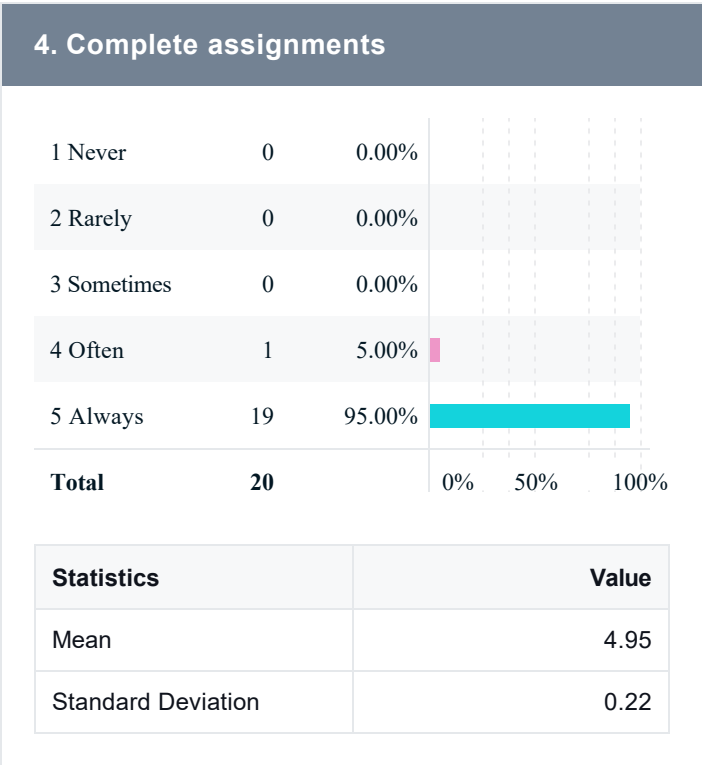 4. Complete assignments
1 Never 0 0.00%
2 Rarely 0 0.00%
3 Sometimes 0 0.00%
4 Often 1 5.00%
5 Always 19 95.00%
Total 20 0% 50% 100%
Statistics Value
Mean 4.95
Standard Deviation 0.22